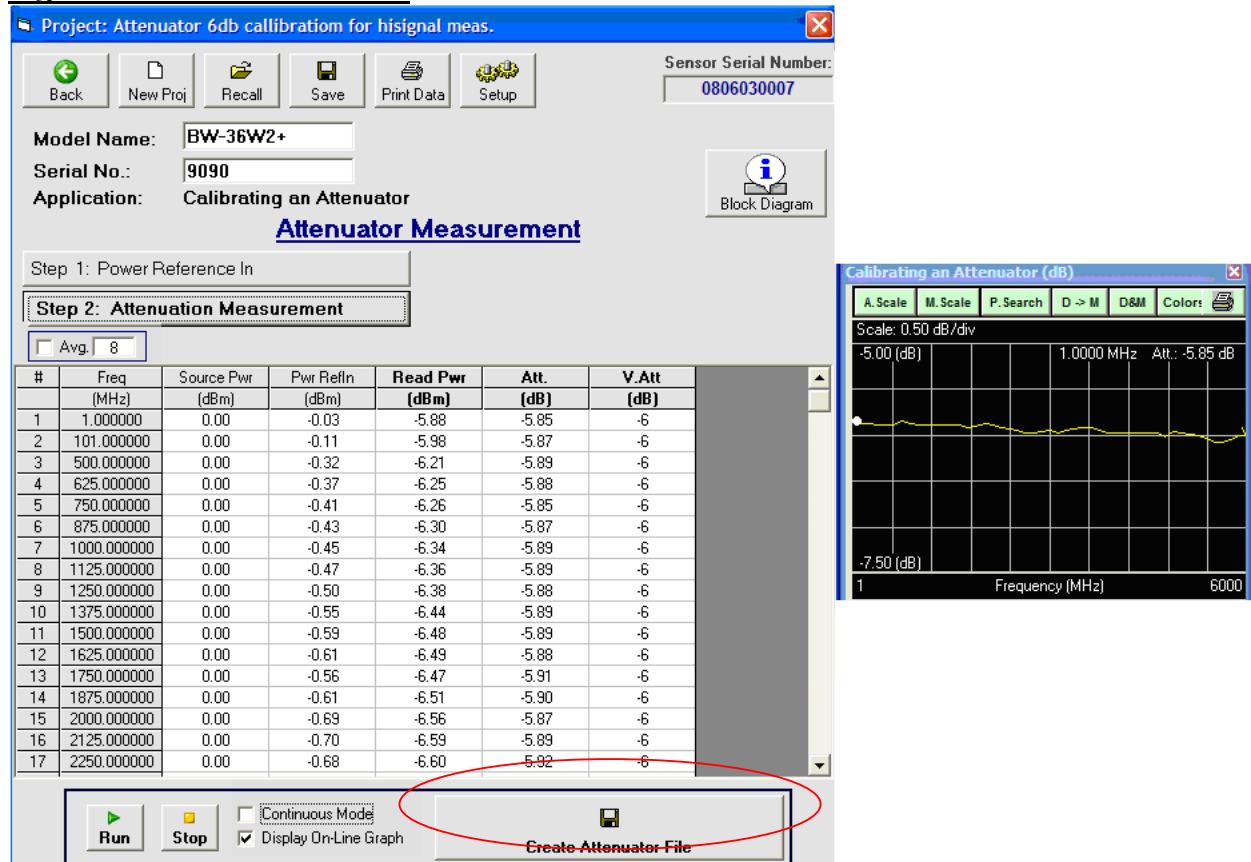 Project: Attenuator 6db callibratiom for hisignal meas.
Back New Proj Recall Save Print Data Setup
Sensor Serial Number:
0806030007
Model Name: BW-36W2+
Serial No.: 9090
Application: Calibrating an Attenuator
Block Diagram
Attenuator Measurement
Step 1: Power Reference In
Step 2: Attenuation Measurement
Avg. 8
# Freq Source Pwr Pwr RefIn Read Pwr Att. V.Att
(MHz) (dBm) (dBm) (dBm) (dB) (dB)
1 1.000000 0.00 -0.03 -5.88 -5.85 -6
2 101.000000 0.00 -0.11 -5.98 -5.87 -6
3 500.000000 0.00 -0.32 -6.21 -5.89 -6
4 625.000000 0.00 -0.37 -6.25 -5.88 -6
5 750.000000 0.00 -0.41 -6.26 -5.85 -6
6 875.000000 0.00 -0.43 -6.30 -5.87 -6
7 1000.000000 0.00 -0.45 -6.34 -5.89 -6
8 1125.000000 0.00 -0.47 -6.36 -5.89 -6
9 1250.000000 0.00 -0.50 -6.38 -5.88 -6
10 1375.000000 0.00 -0.55 -6.44 -5.89 -6
11 1500.000000 0.00 -0.59 -6.48 -5.89 -6
12 1625.000000 0.00 -0.61 -6.49 -5.88 -6
13 1750.000000 0.00 -0.56 -6.47 -5.91 -6
14 1875.000000 0.00 -0.61 -6.51 -5.90 -6
15 2000.000000 0.00 -0.69 -6.56 -5.87 -6
16 2125.000000 0.00 -0.70 -6.59 -5.89 -6
17 2250.000000 0.00 -0.68 -6.60 -5.92 -6
Run Stop
Continuous Mode
Display On-Line Graph
Create Attenuator File
Calibrating an Attenuator (dB)
A.Scale M.Scale P.Search D -> M D&M Colors
Scale: 0.50 dB/div
-5.00 (dB) 1.0000 MHz Att.: -5.85 dB
-7.50 (dB)
1 Frequency (MHz) 6000